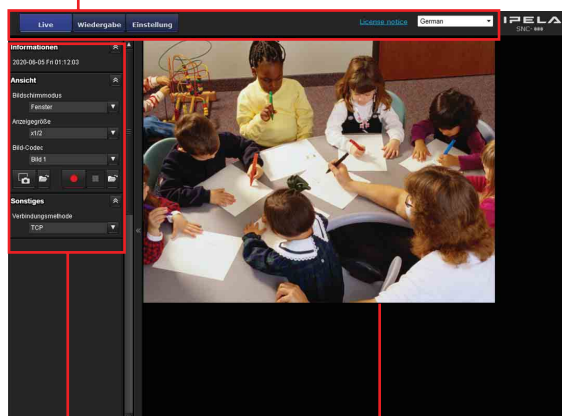 Live Wiedergabe Einstellung License notice German IPELA
SNC-***
Informationen
2020-06-05 Fri 01:12:03
Ansicht
Bildschirmmodus
Fenster
Anzeigegröße
x1/2
Bild-Codec
Bild 1
Sonstiges
Verbindungsmethode
TCP